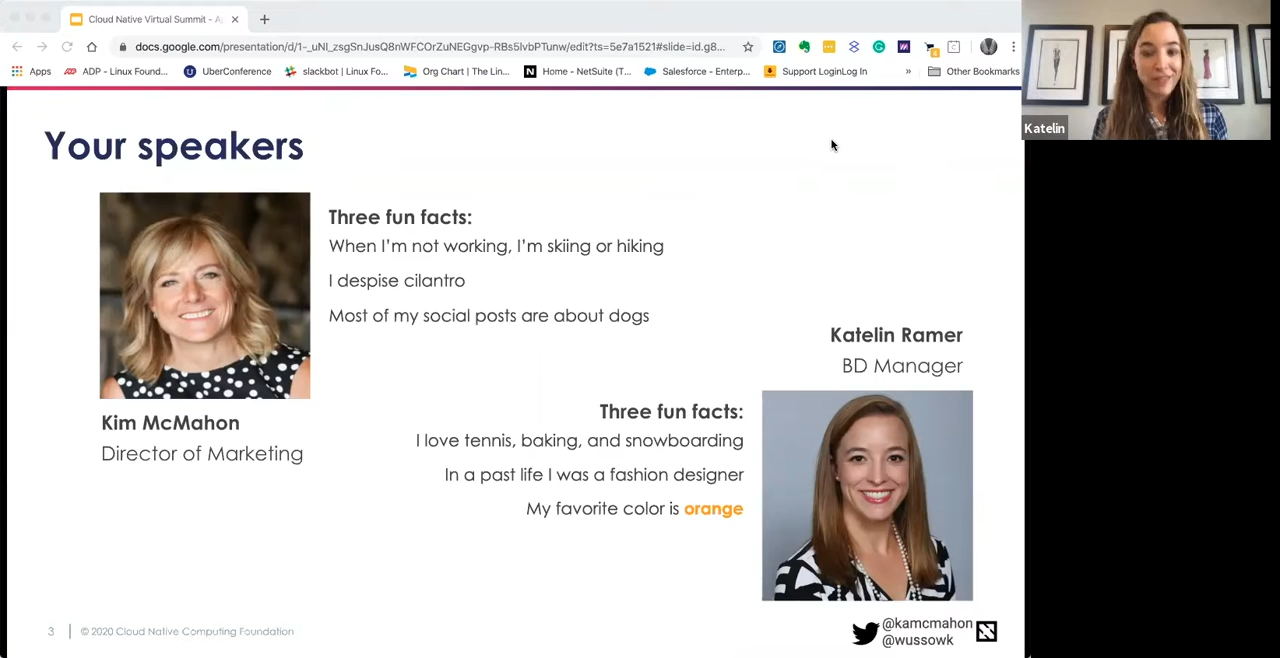 Cloud Native Virtual Summit - A
docs.google.com/presentation/d/1-_uNl_zsgSnJusQ8nWFCOrZuNEGgvp-RBs5IvbPTunw/edit?ts=5e7a1521#slide=id.g8...
Apps ADP - Linux Found... UberConference slackbot | Linux Fo... Org Chart | The Lin... Home - NetSuite (T... Salesforce - Enterp... Support LoginLog In » Other Bookmarks
Katelin
Your speakers
Three fun facts:
When I'm not working, I'm skiing or hiking
I despise cilantro
Most of my social posts are about dogs
Kim McMahon
Director of Marketing
Katelin Ramer
BD Manager
Three fun facts:
I love tennis, baking, and snowboarding
In a past life I was a fashion designer
My favorite color is orange
3 | © 2020 Cloud Native Computing Foundation
@kamcmahon
@wussowk